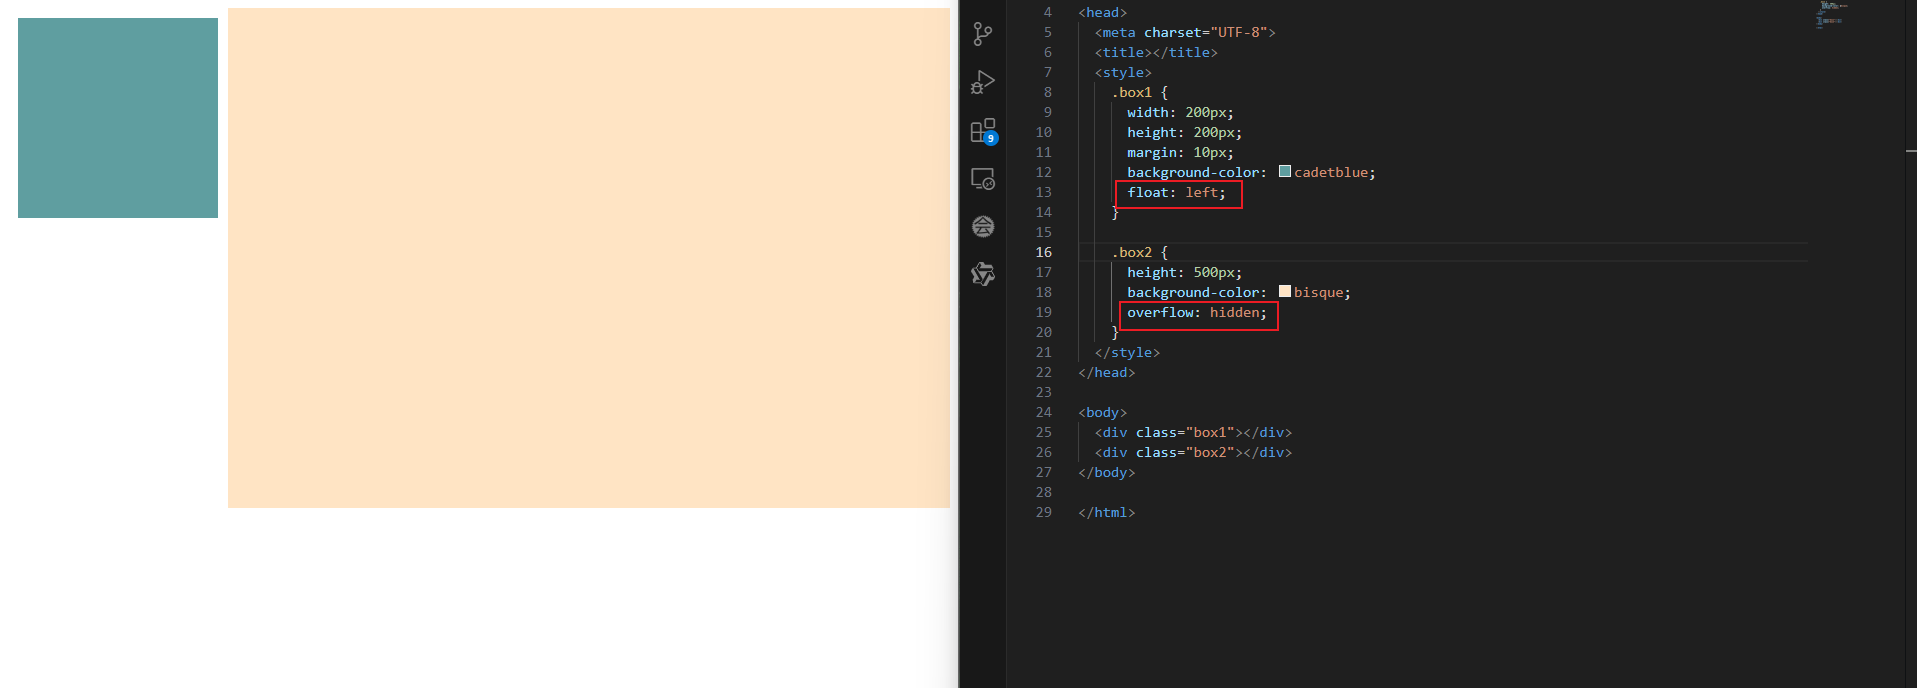 4 <head>
5 <meta charset="UTF-8">
6 <title></title>
7 <style>
8 .box1 {
9 width: 200px;
10 height: 200px;
11 margin: 10px;
12 background-color: cadetblue;
13 float: left;
14 }
15
16 .box2 {
17 height: 500px;
18 background-color: bisque;
19 overflow: hidden;
20 }
21 </style>
22 </head>
23
24 <body>
25 <div class="box1"></div>
26 <div class="box2"></div>
27 </body>
28
29 </html>
9